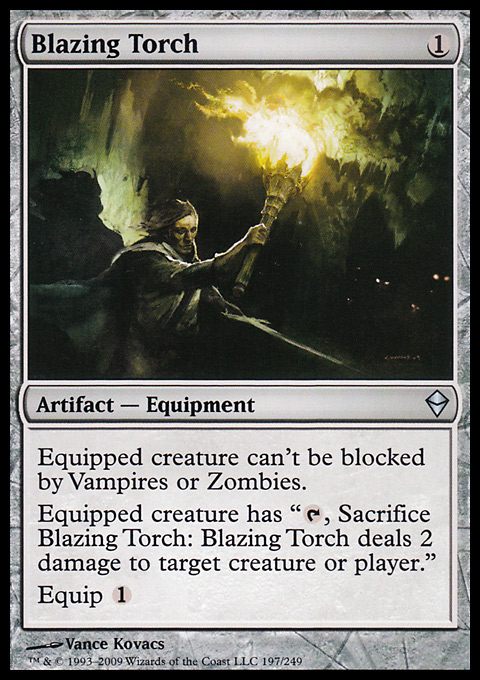 Blazing Torch 1
Artifact — Equipment
Equipped creature can't be blocked
by Vampires or Zombies.
Equipped creature has “, Sacrifice
Blazing Torch: Blazing Torch deals 2
damage to target creature or player.”
Equip 1
Vance Kovacs
™ & © 1993–2009 Wizards of the Coast LLC 197/249